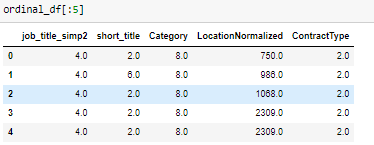 ordinal_df[:5]
job_title_simp2 short_title Category LocationNormalized ContractType
0 4.0 2.0 8.0 750.0 2.0
1 4.0 6.0 8.0 986.0 2.0
2 4.0 2.0 8.0 1068.0 2.0
3 4.0 2.0 8.0 2309.0 2.0
4 4.0 2.0 8.0 2309.0 2.0